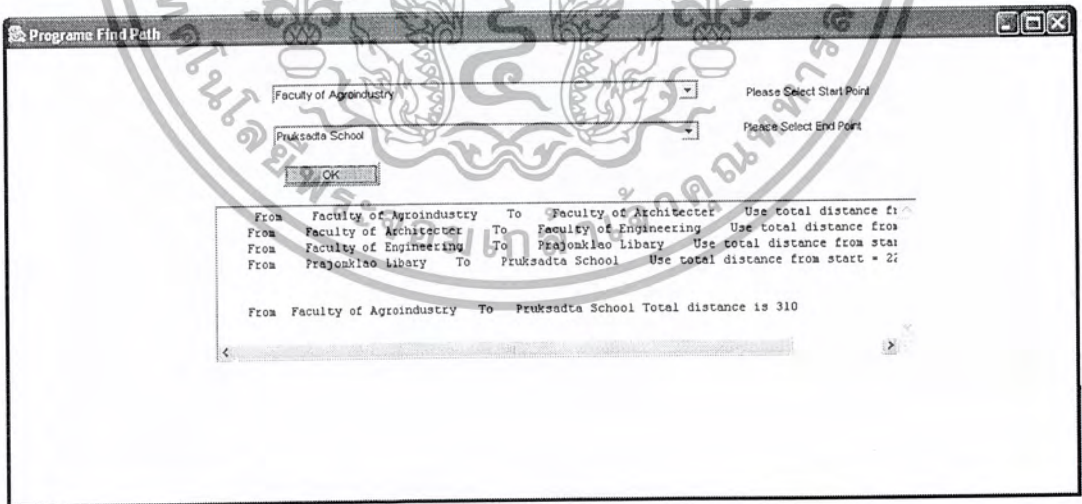 Programe Find Path
Faculty of Agroindustry
Please Select Start Point
Pruksadta School
Please Select End Point
OK
From Faculty of Agroindustry To Faculty of Architecter Use total distance fr
From Faculty of Architecter To Faculty of Engineering Use total distance from
From Faculty of Engineering To Prajomklao Libary Use total distance from star
From Prajomklao Libary To Pruksadta School Use total distance from start = 22
From Faculty of Agroindustry To Pruksadta School Total distance is 310